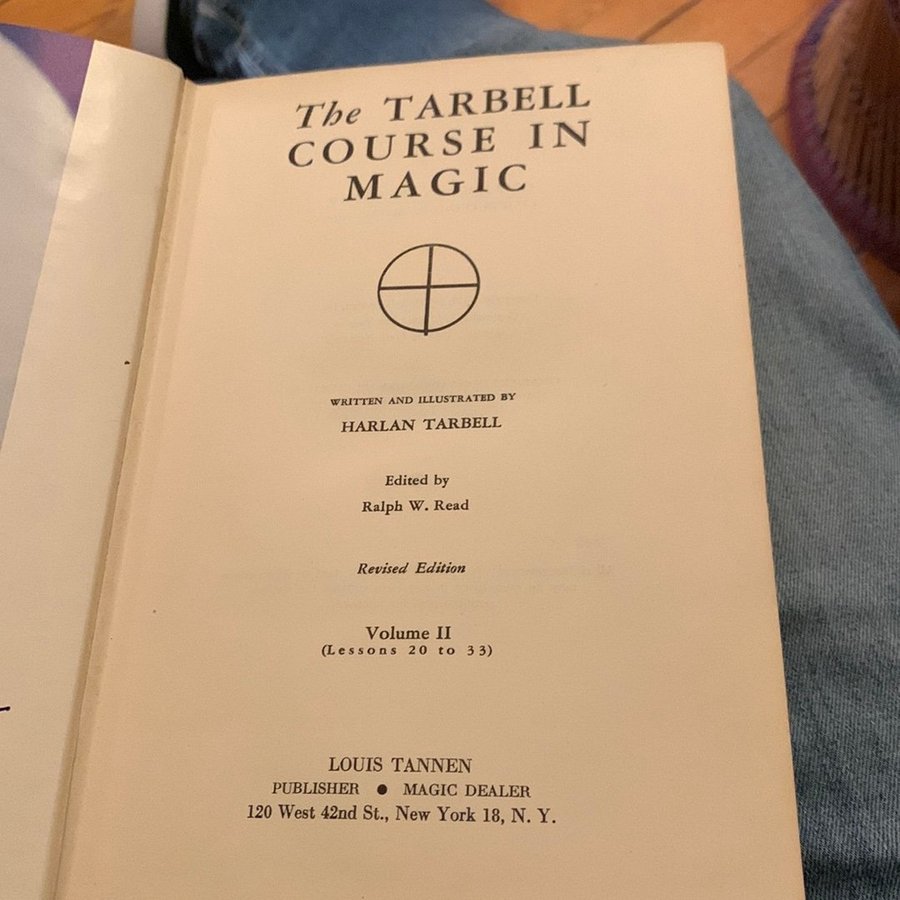 The TARBELL
COURSE IN
MAGIC
WRITTEN AND ILLUSTRATED BY
HARLAN TARBELL
Edited by
Ralph W. Read
Revised Edition
Volume II
(Lessons 20 to 33)
LOUIS TANNEN
PUBLISHER ● MAGIC DEALER
120 West 42nd St., New York 18, N. Y.